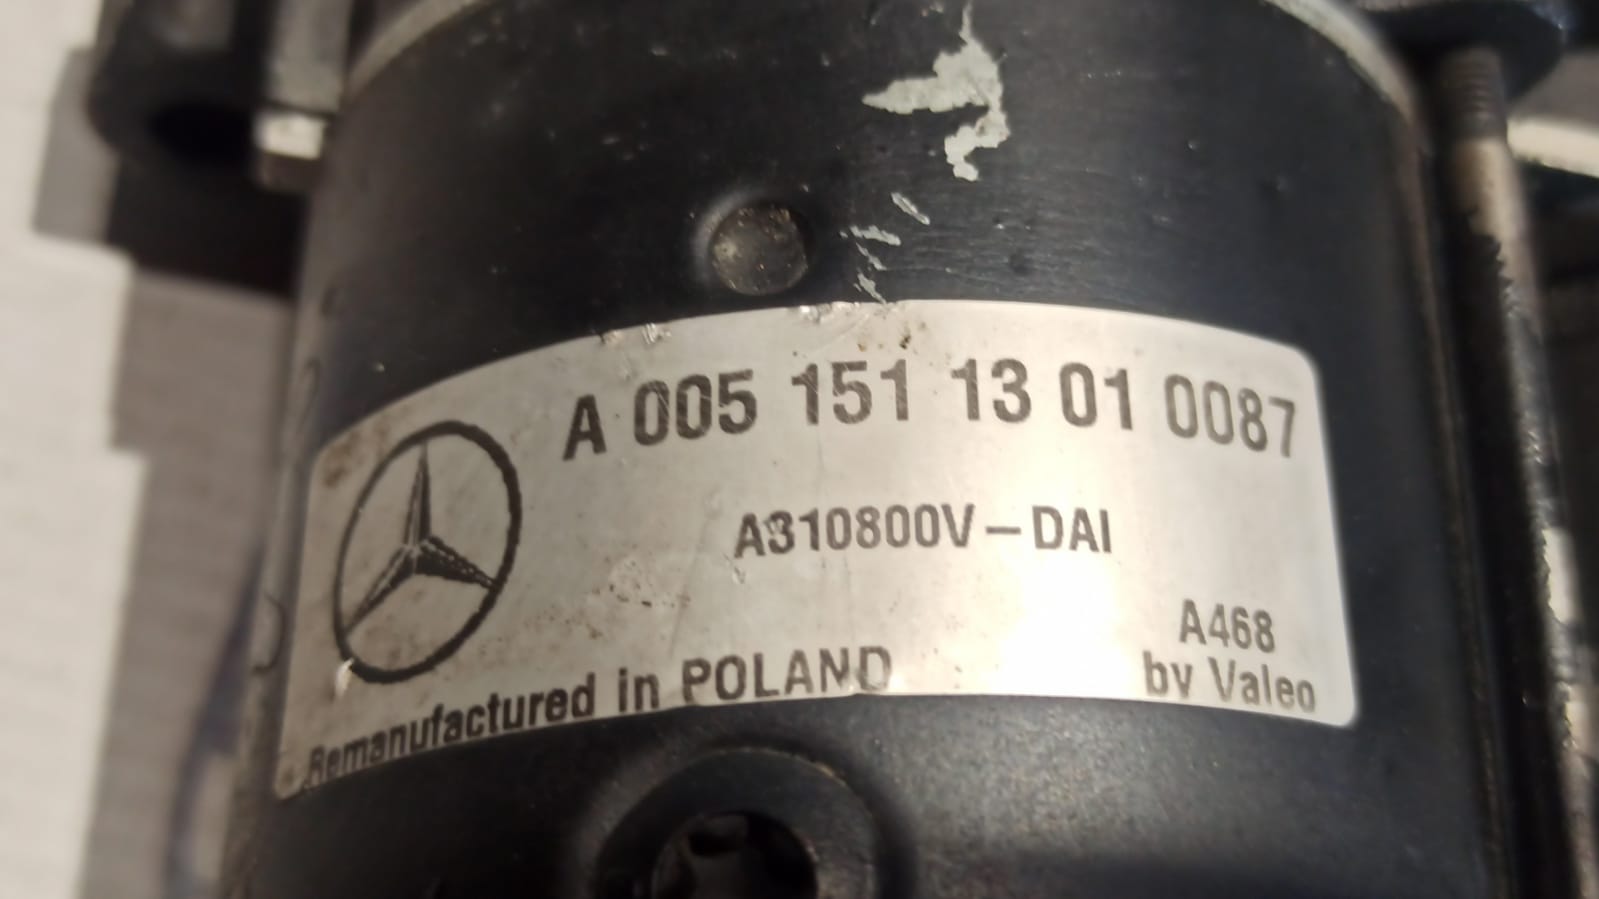 A 005 151 13 01 0087
A310800V-DAI
A468
Remanufactured in POLAND
by Valeo